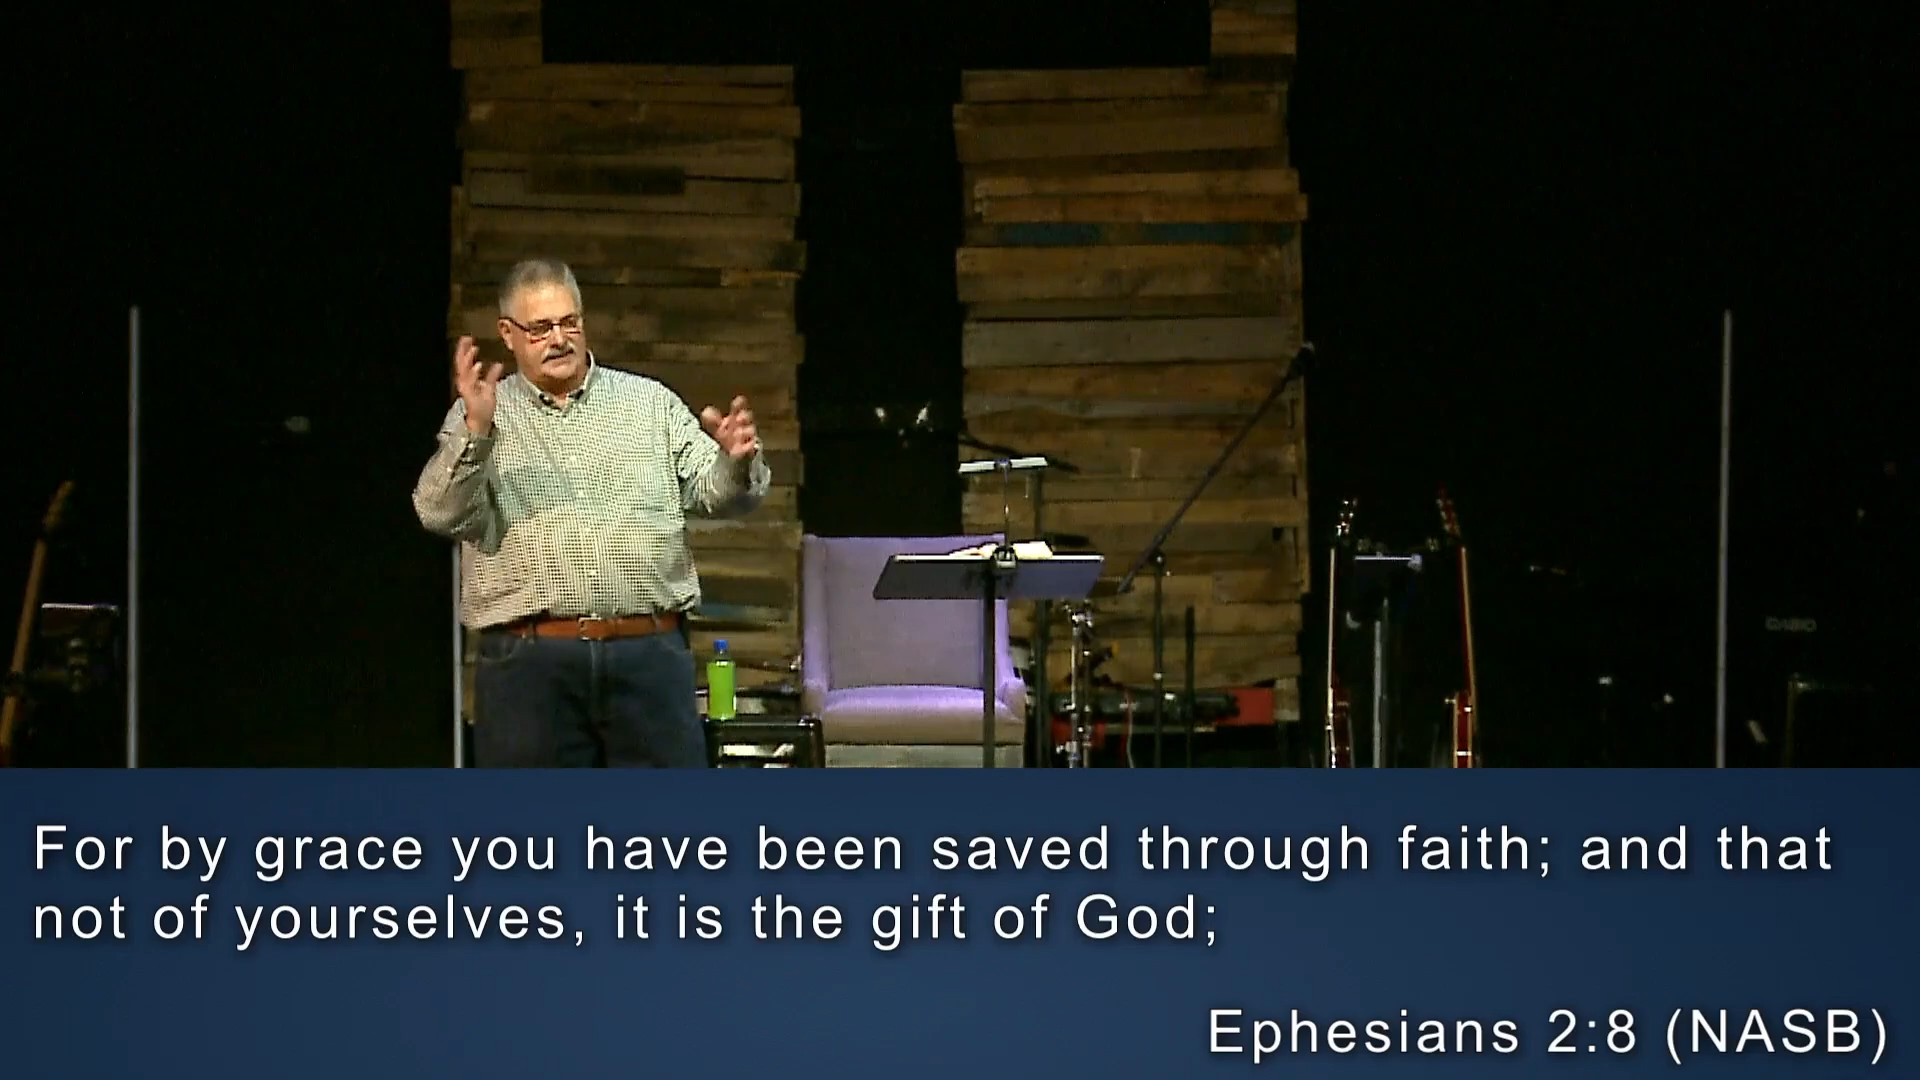 CASIO
For by grace you have been saved through faith; and that
not of yourselves, it is the gift of God;
Ephesians 2:8 (NASB)